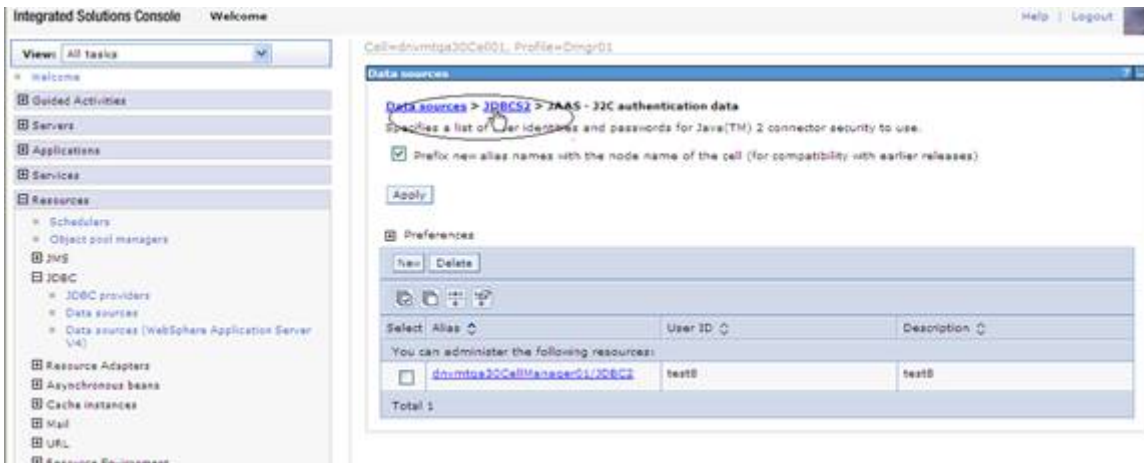 Integrated Solutions Console Welcome Help | Logout
View: All tasks
Cell=dnvmtqa30Cell01, Profile=Dmgr01
Welcome
Data sources ?
Guided Activities
Data sources > JDBCS2 > JAAS - J2C authentication data
Servers
Specifies a list of user identities and passwords for Java(TM) 2 connector security to use.
Applications
Prefix new alias names with the node name of the cell (for compatibility with earlier releases)
Services
Apply
Resources
Schedulers
Object pool managers
Preferences
JMS
New Delete
JDBC
JDBC providers
Data sources
Data sources (WebSphere Application Server V4)
Select Alias User ID Description
You can administer the following resources:
Resource Adapters
dnvmtqa30CellManager01/JDBC2 test8 test8
Asynchronous beans
Cache instances
Total 1
Mail
URL
Resource Environment